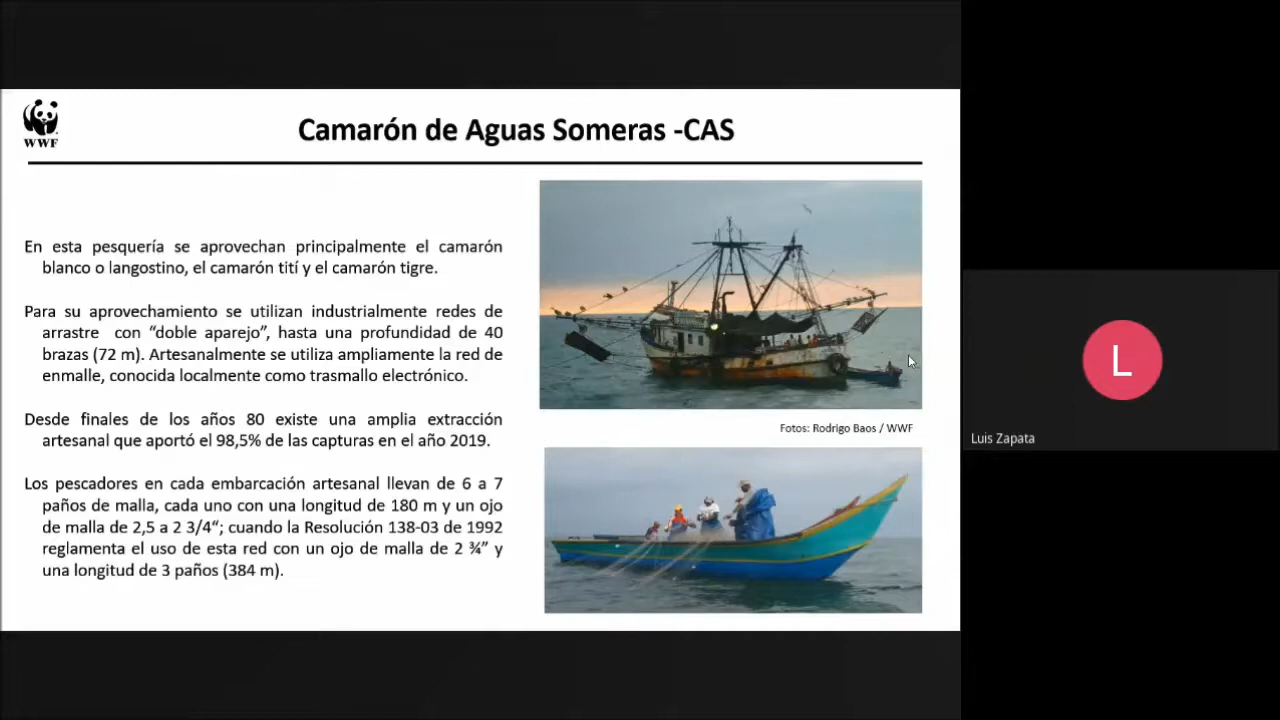 WWF
Camarón de Aguas Someras -CAS
En esta pesquería se aprovechan principalmente el camarón
blanco o langostino, el camarón tití y el camarón tigre.
Para su aprovechamiento se utilizan industrialmente redes de
arrastre con “doble aparejo”, hasta una profundidad de 40
brazas (72 m). Artesanalmente se utiliza ampliamente la red de
enmalle, conocida localmente como trasmallo electrónico.
Desde finales de los años 80 existe una amplia extracción
artesanal que aportó el 98,5% de las capturas en el año 2019.
Los pescadores en cada embarcación artesanal llevan de 6 a 7
paños de malla, cada uno con una longitud de 180 m y un ojo
de malla de 2,5 a 2 3/4“; cuando la Resolución 138-03 de 1992
reglamenta el uso de esta red con un ojo de malla de 2 ¾” y
una longitud de 3 paños (384 m).
Fotos: Rodrigo Baos / WWF
L
Luis Zapata